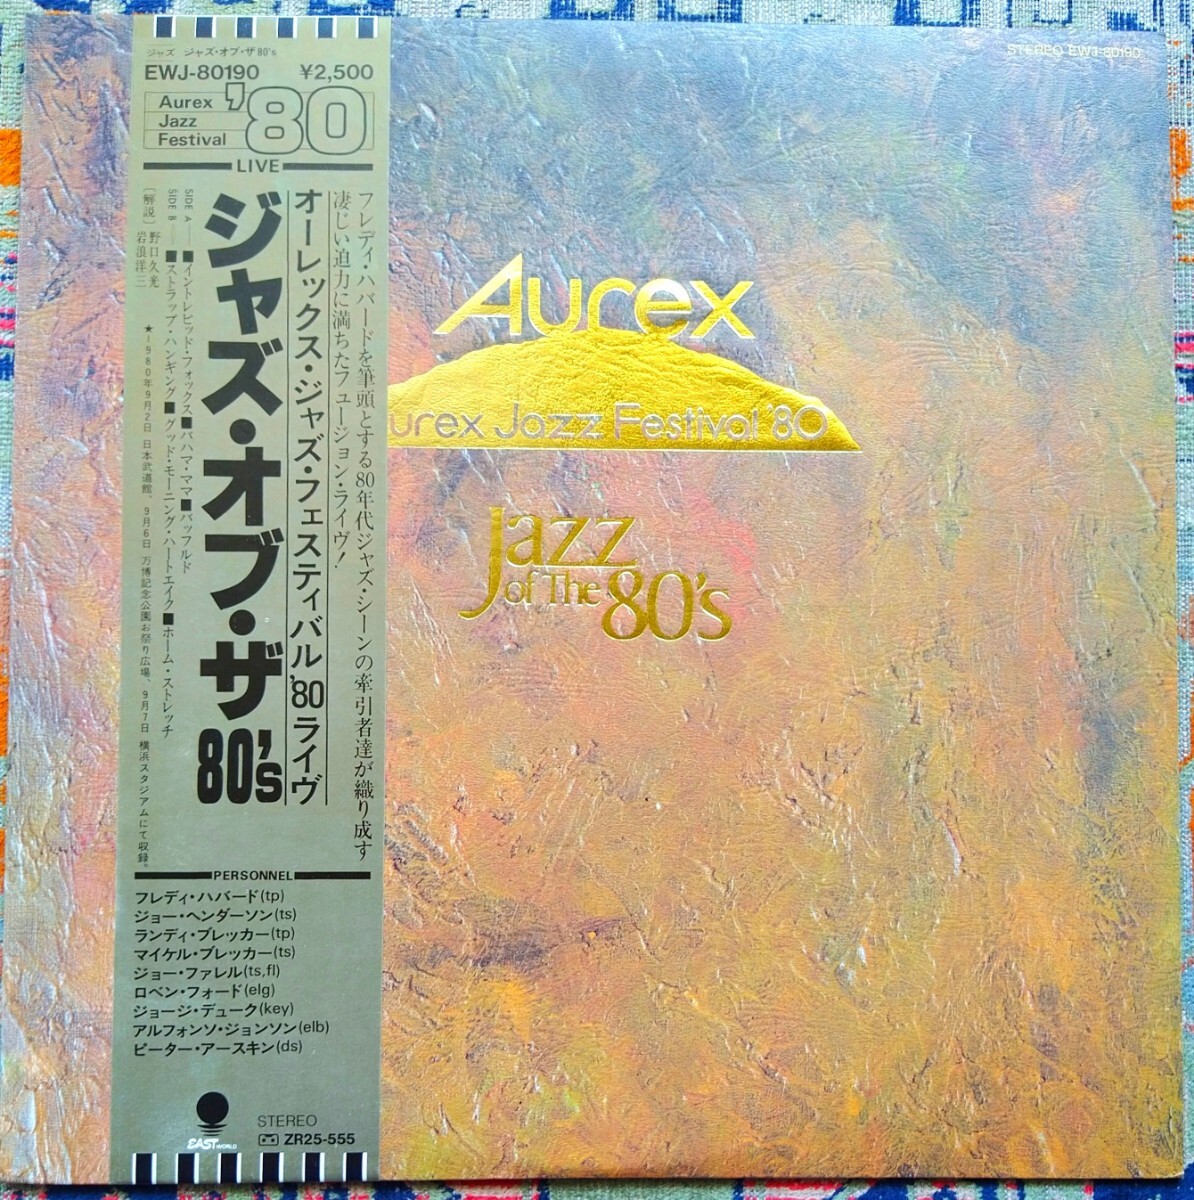 ジャズ ジャズ・オブ・ザ80's
EWJ-80190 ¥2,500
Aurex
Jazz
Festival
'80
LIVE
フレディ・ハバードを筆頭とする80年代ジャズ・シーンの牽引者達が織り成す
凄じい迫力に満ちたフュージョン・ライヴ!
オーレックス・ジャズ・フェスティバル'80ライヴ
ジャズ・オブ・ザ80's
SIDE A ■イントレピッド・フォックス■バハマ・ママ■バッフルド
SIDE B ■ストラップ・ハンギング■グッド・モーニング・ハートエイク■ホーム・ストレッチ
[解説] 野口久光
岩浪洋三
★1980年9月2日 日本武道館、9月6日 万博記念公園お祭り広場、9月7日 横浜スタジアムにて収録。
PERSONNEL
フレディ・ハバード(tp)
ジョー・ヘンダーソン(ts)
ランディ・ブレッカー(tp)
マイケル・ブレッカー(ts)
ジョー・ファレル(ts,fl)
ロベン・フォード(elg)
ジョージ・デューク(key)
アルフォンソ・ジョンソン(elb)
ピーター・アースキン(ds)
EAST WORLD
STEREO
ZR25-555
STEREO EWJ-80190
Aurex
urex Jazz Festival '80
Jazz
of The 80's